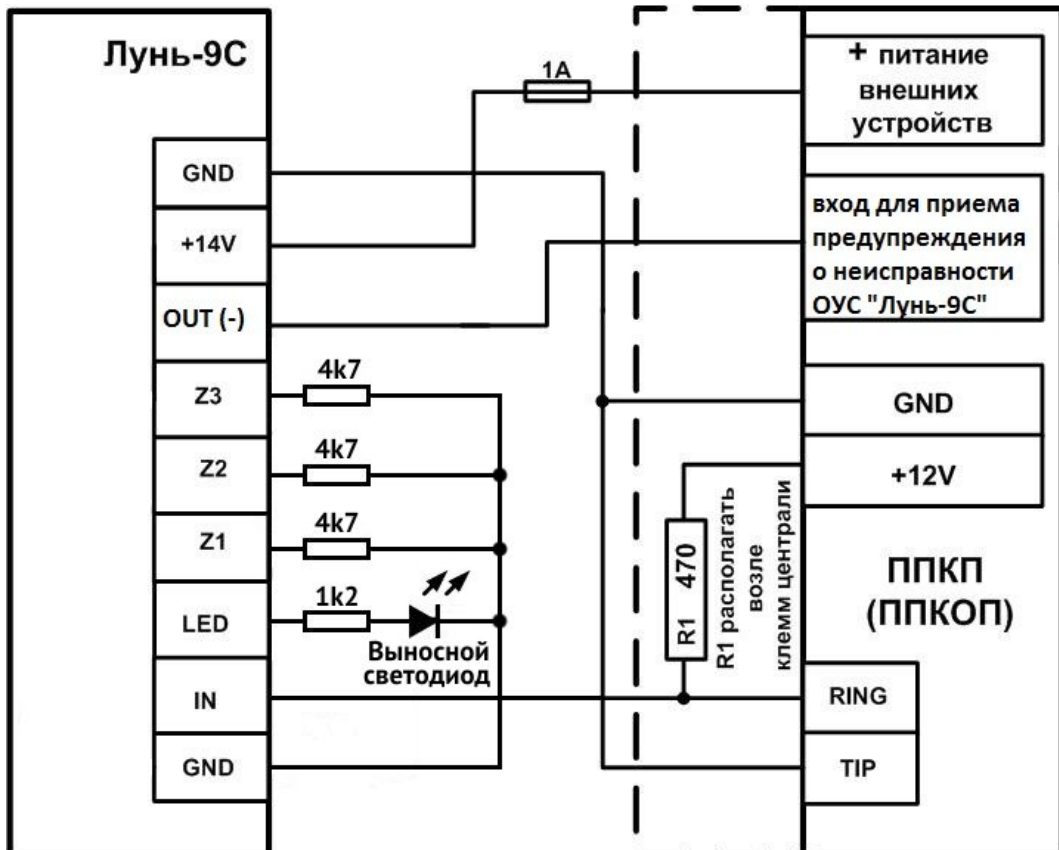 Лунь-9С
GND
+14V
OUT (-)
Z3
Z2
Z1
LED
IN
GND
1A
4k7
4k7
4k7
1k2
Выносной
светодиод
R1 470
R1 располагать
возле
клемм централи
+ питание
внешних
устройств
вход для приема
предупреждения
о неисправности
ОУС "Лунь-9С"
GND
+12V
ППКП
(ППКОП)
RING
TIP